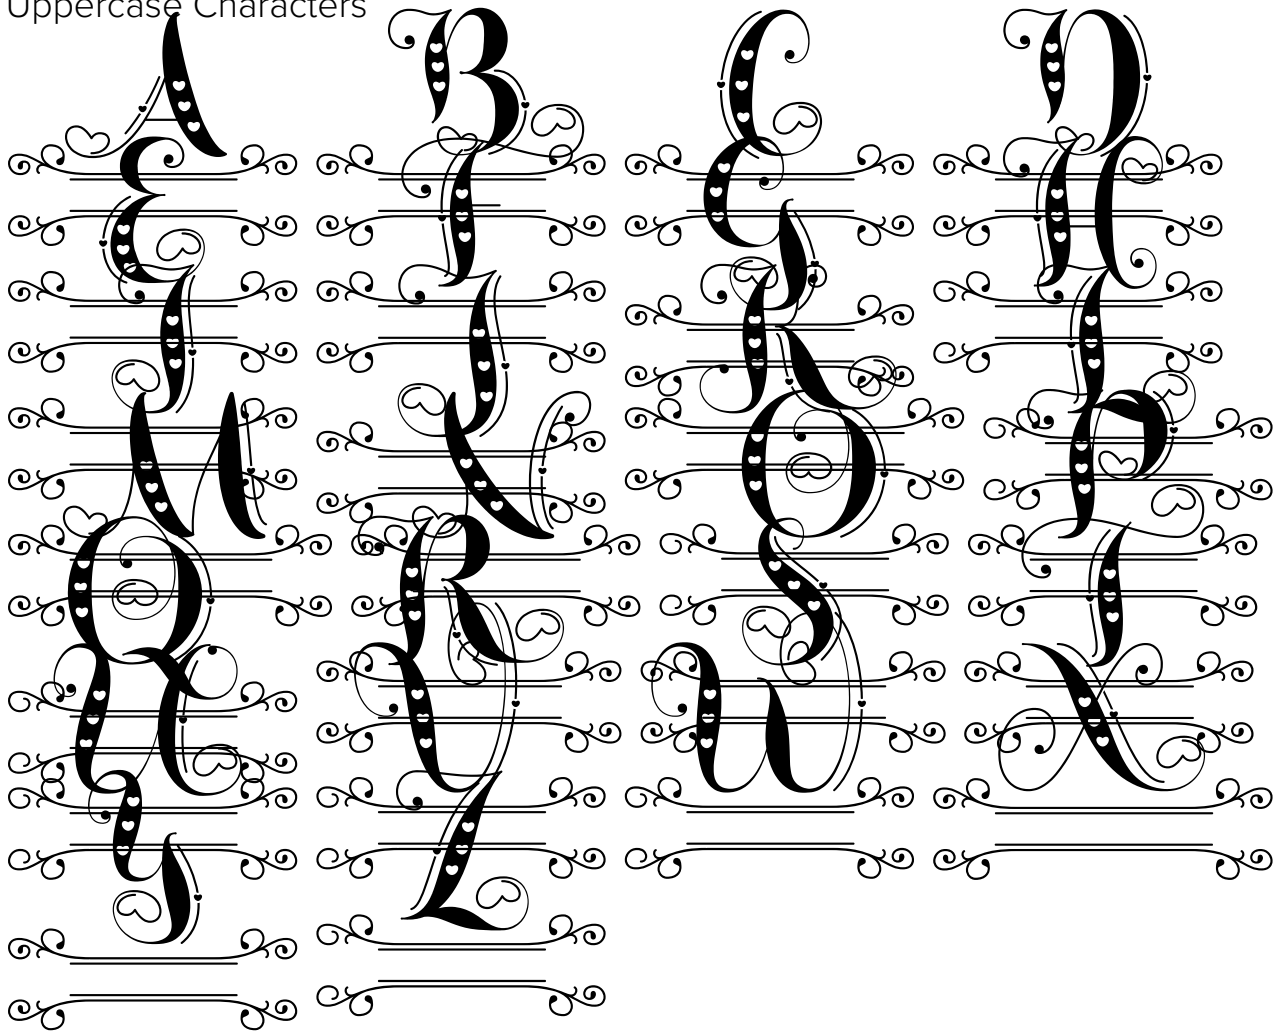 Uppercase Characters
A B C D
E F G H
I J K L
M N O P
Q R S T
U V W X
Y Z